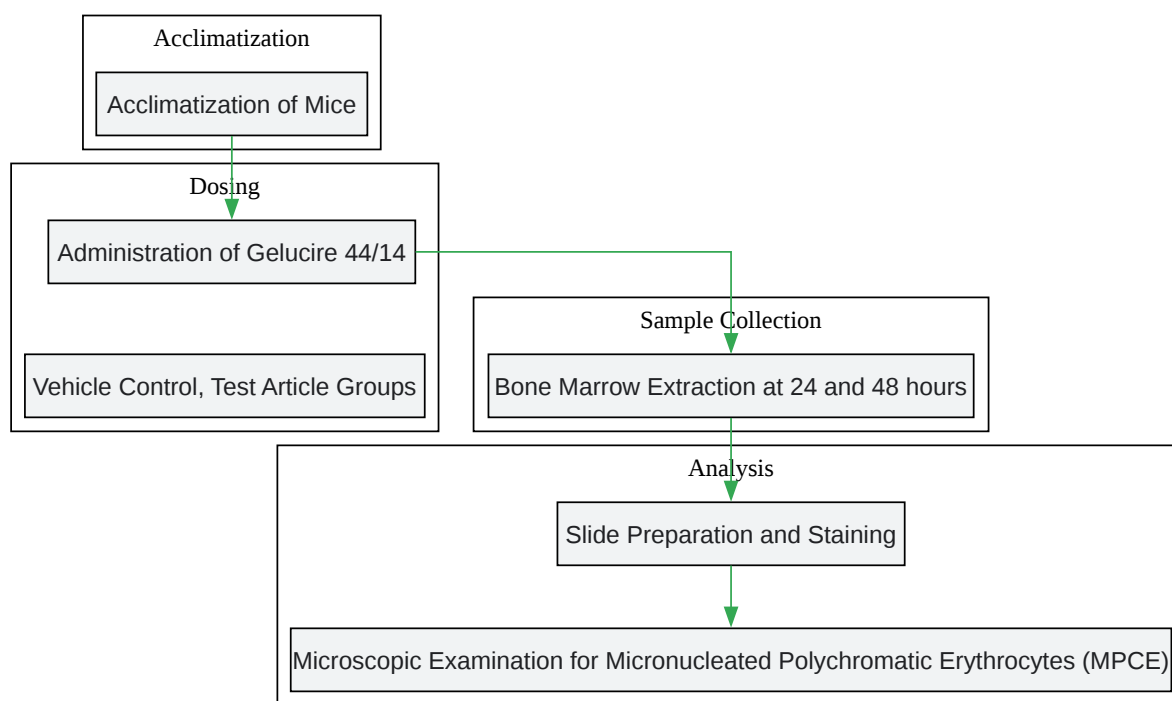 Acclimatization
Acclimatization of Mice
Dosing
Administration of Gelucire 44/14
Vehicle Control, Test Article Groups
Sample Collection
Bone Marrow Extraction at 24 and 48 hours
Analysis
Slide Preparation and Staining
Microscopic Examination for Micronucleated Polychromatic Erythrocytes (MPCE)